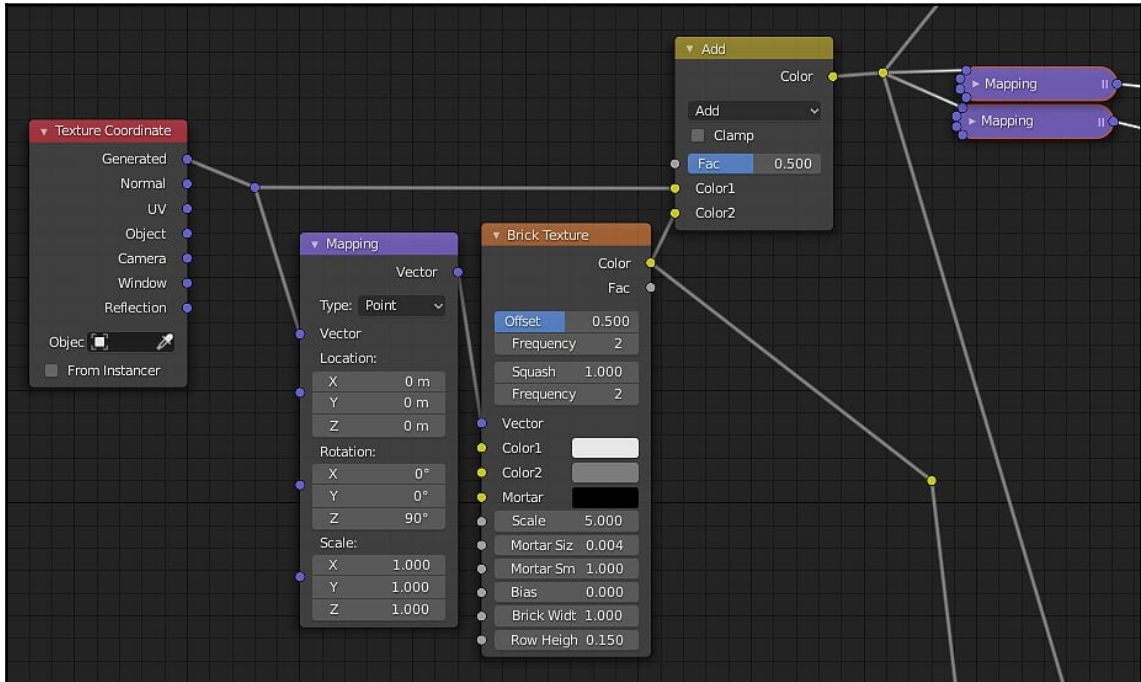 Texture Coordinate
Generated
Normal
UV
Object
Camera
Window
Reflection
Objec
From Instancer
Mapping
Vector
Type: Point
Vector
Location:
X 0 m
Y 0 m
Z 0 m
Rotation:
X 0°
Y 0°
Z 90°
Scale:
X 1.000
Y 1.000
Z 1.000
Brick Texture
Color
Fac
Offset 0.500
Frequency 2
Squash 1.000
Frequency 2
Vector
Color1
Color2
Mortar
Scale 5.000
Mortar Siz 0.004
Mortar Sm 1.000
Bias 0.000
Brick Widt 1.000
Row Heigh 0.150
Add
Color
Add
Clamp
Fac 0.500
Color1
Color2
Mapping
Mapping